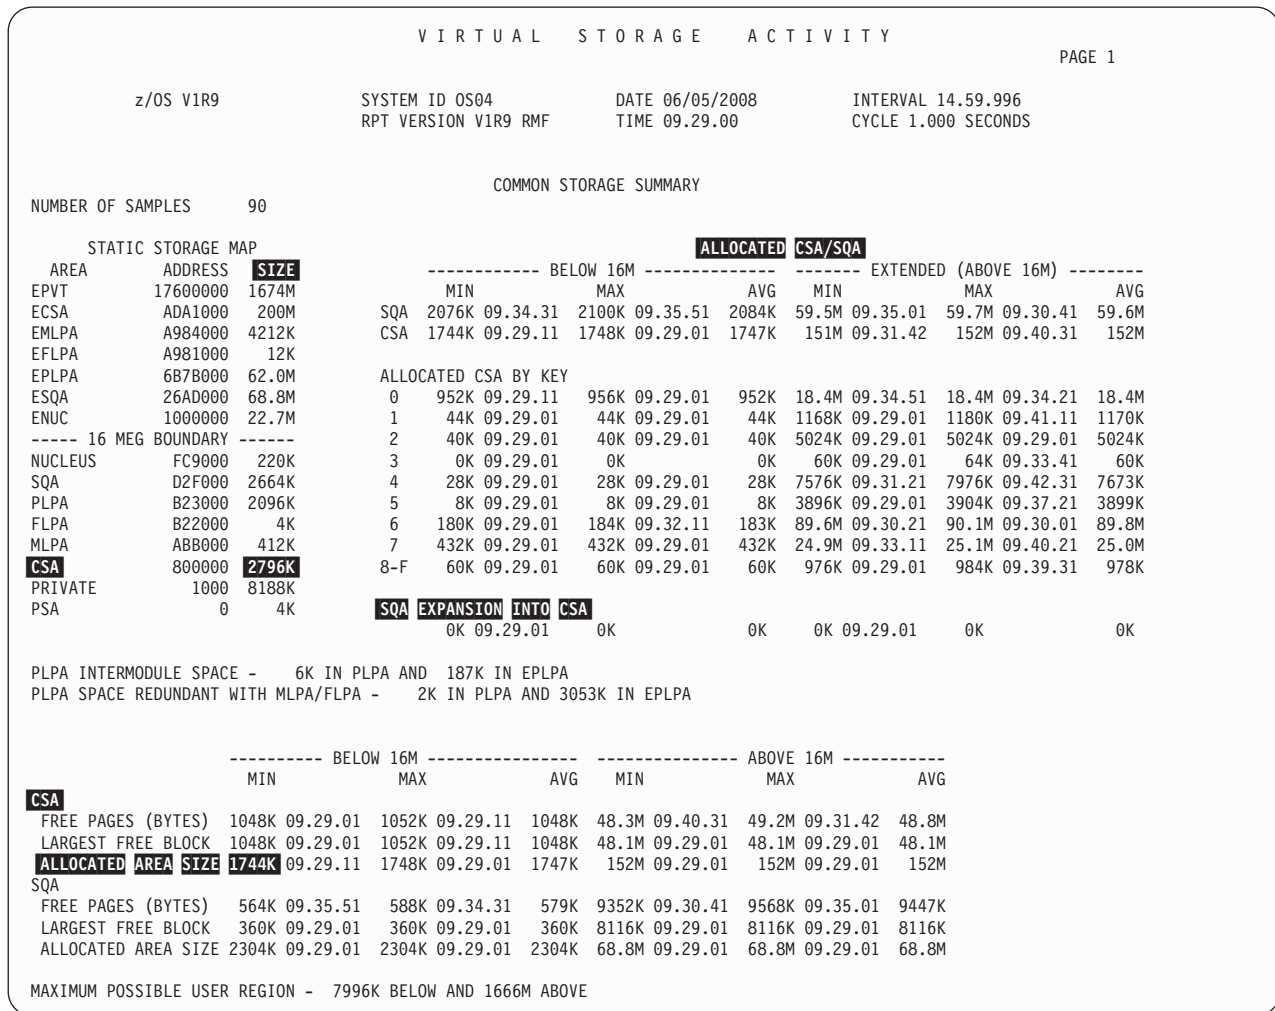 V I R T U A L   S T O R A G E   A C T I V I T Y
PAGE 1
z/OS V1R9 SYSTEM ID OS04 DATE 06/05/2008 INTERVAL 14.59.996
RPT VERSION V1R9 RMF TIME 09.29.00 CYCLE 1.000 SECONDS
COMMON STORAGE SUMMARY
NUMBER OF SAMPLES 90
STATIC STORAGE MAP ALLOCATED CSA/SQA
AREA ADDRESS SIZE ------------ BELOW 16M -------------- ------- EXTENDED (ABOVE 16M) --------
EPVT 17600000 1674M MIN MAX AVG MIN MAX AVG
ECSA ADA1000 200M SQA 2076K 09.34.31 2100K 09.35.51 2084K 59.5M 09.35.01 59.7M 09.30.41 59.6M
EMLPA A984000 4212K CSA 1744K 09.29.11 1748K 09.29.01 1747K 151M 09.31.42 152M 09.40.31 152M
EFLPA A981000 12K
EPLPA 6B7B000 62.0M ALLOCATED CSA BY KEY
ESQA 26AD000 68.8M 0 952K 09.29.11 956K 09.29.01 952K 18.4M 09.34.51 18.4M 09.34.21 18.4M
ENUC 1000000 22.7M 1 44K 09.29.01 44K 09.29.01 44K 1168K 09.29.01 1180K 09.41.11 1170K
----- 16 MEG BOUNDARY ------ 2 40K 09.29.01 40K 09.29.01 40K 5024K 09.29.01 5024K 09.29.01 5024K
NUCLEUS FC9000 220K 3 0K 09.29.01 0K 0K 60K 09.29.01 64K 09.33.41 60K
SQA D2F000 2664K 4 28K 09.29.01 28K 09.29.01 28K 7576K 09.31.21 7976K 09.42.31 7673K
PLPA B23000 2096K 5 8K 09.29.01 8K 09.29.01 8K 3896K 09.29.01 3904K 09.37.21 3899K
FLPA B22000 4K 6 180K 09.29.01 184K 09.32.11 183K 89.6M 09.30.21 90.1M 09.30.01 89.8M
MLPA ABB000 412K 7 432K 09.29.01 432K 09.29.01 432K 24.9M 09.33.11 25.1M 09.40.21 25.0M
CSA 800000 2796K 8-F 60K 09.29.01 60K 09.29.01 60K 976K 09.29.01 984K 09.39.31 978K
PRIVATE 1000 8188K
PSA 0 4K SQA EXPANSION INTO CSA
0K 09.29.01 0K 0K 0K 09.29.01 0K 0K
PLPA INTERMODULE SPACE - 6K IN PLPA AND 187K IN EPLPA
PLPA SPACE REDUNDANT WITH MLPA/FLPA - 2K IN PLPA AND 3053K IN EPLPA
---------- BELOW 16M ---------------- --------------- ABOVE 16M -----------
MIN MAX AVG MIN MAX AVG
CSA
FREE PAGES (BYTES) 1048K 09.29.01 1052K 09.29.11 1048K 48.3M 09.40.31 49.2M 09.31.42 48.8M
LARGEST FREE BLOCK 1048K 09.29.01 1052K 09.29.11 1048K 48.1M 09.29.01 48.1M 09.29.01 48.1M
ALLOCATED AREA SIZE 1744K 09.29.11 1748K 09.29.01 1747K 152M 09.29.01 152M 09.29.01 152M
SQA
FREE PAGES (BYTES) 564K 09.35.51 588K 09.34.31 579K 9352K 09.30.41 9568K 09.35.01 9447K
LARGEST FREE BLOCK 360K 09.29.01 360K 09.29.01 360K 8116K 09.29.01 8116K 09.29.01 8116K
ALLOCATED AREA SIZE 2304K 09.29.01 2304K 09.29.01 2304K 68.8M 09.29.01 68.8M 09.29.01 68.8M
MAXIMUM POSSIBLE USER REGION - 7996K BELOW AND 1666M ABOVE